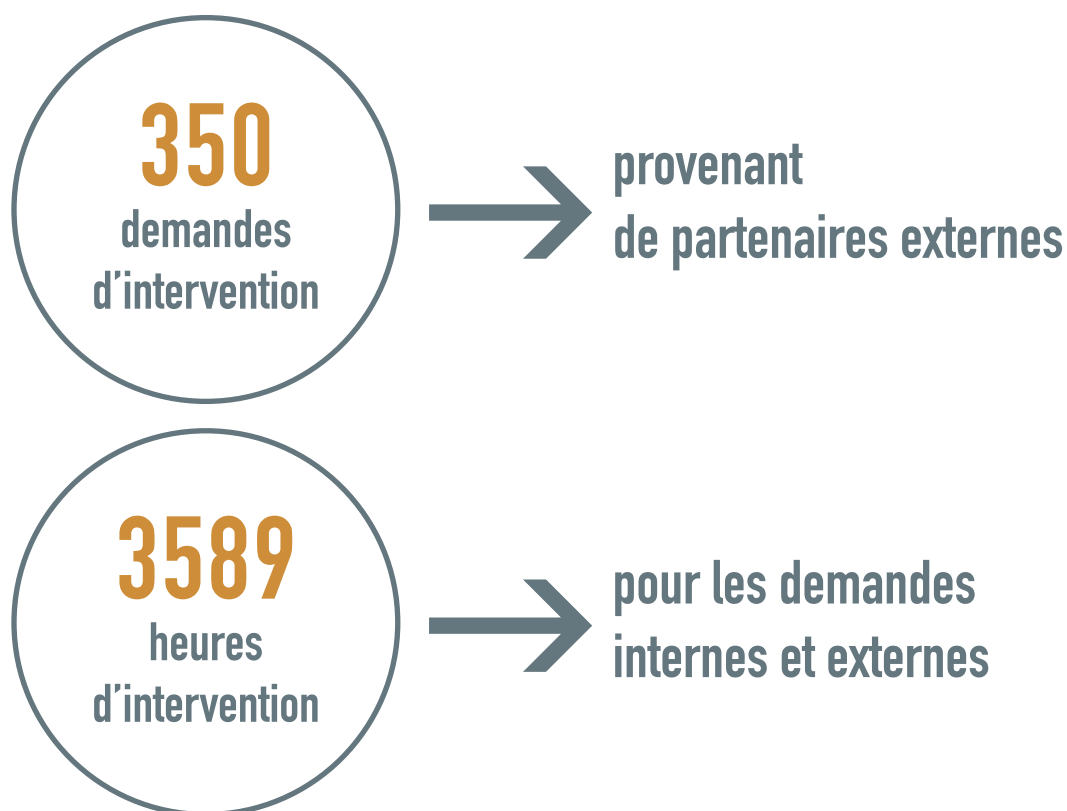 350
demandes
d’intervention
provenant
de partenaires externes
3589
heures
d’intervention
pour les demandes
internes et externes